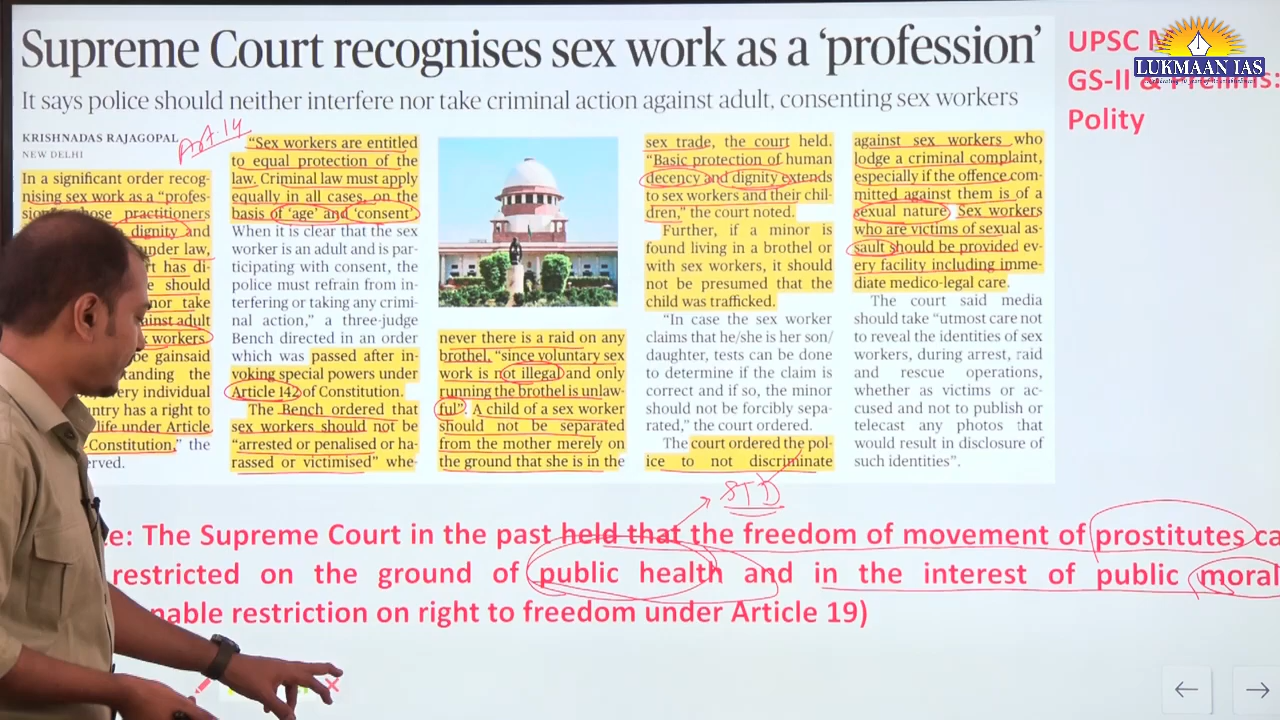 Supreme Court recognises sex work as a ‘profession’
It says police should neither interfere nor take criminal action against adult, consenting sex workers
KRISHNADAS RAJAGOPAL
NEW DELHI
Art.14
In a significant order recog-
nising sex work as a “profes-
practitioners
dignity and
under law,
has di-
should
nor take
adult
workers
be gainsaid
the
every individual
has a right to
life under Article
Constitution,” the
“Sex workers are entitled
to equal protection of the
law. Criminal law must apply
equally in all cases, on the
basis of ‘age’ and ‘consent’.
When it is clear that the sex
worker is an adult and is par-
ticipating with consent, the
police must refrain from in-
terfering or taking any crimi-
nal action,” a three-judge
Bench directed in an order
which was passed after in-
voking special powers under
Article 142 of Constitution.
The Bench ordered that
sex workers should not be
“arrested or penalised or ha-
rassed or victimised” whe-
never there is a raid on any
brothel, “since voluntary sex
work is not illegal and only
running the brothel is unlaw-
ful”. A child of a sex worker
should not be separated
from the mother merely on
the ground that she is in the
sex trade, the court held.
“Basic protection of human
decency and dignity extends
to sex workers and their chil-
dren,” the court noted.
Further, if a minor is
found living in a brothel or
with sex workers, it should
not be presumed that the
child was trafficked.
“In case the sex worker
claims that he/she is her son/
daughter, tests can be done
to determine if the claim is
correct and if so, the minor
should not be forcibly sepa-
rated,” the court ordered.
The court ordered the pol-
ice to not discriminate
against sex workers who
lodge a criminal complaint,
especially if the offence com-
mitted against them is of a
sexual nature. Sex workers
who are victims of sexual as-
sault should be provided ev-
ery facility including imme-
diate medico-legal care.
The court said media
should take “utmost care not
to reveal the identities of sex
workers, during arrest, raid
and rescue operations,
whether as victims or ac-
cused and not to publish or
telecast any photos that
would result in disclosure of
such identities”.
UPSC
LUKMAAN IAS
GS-II & Prelims:
Polity
STD
The Supreme Court in the past held that the freedom of movement of prostitutes
restricted on the ground of public health and in the interest of public
restriction on right to freedom under Article 19)